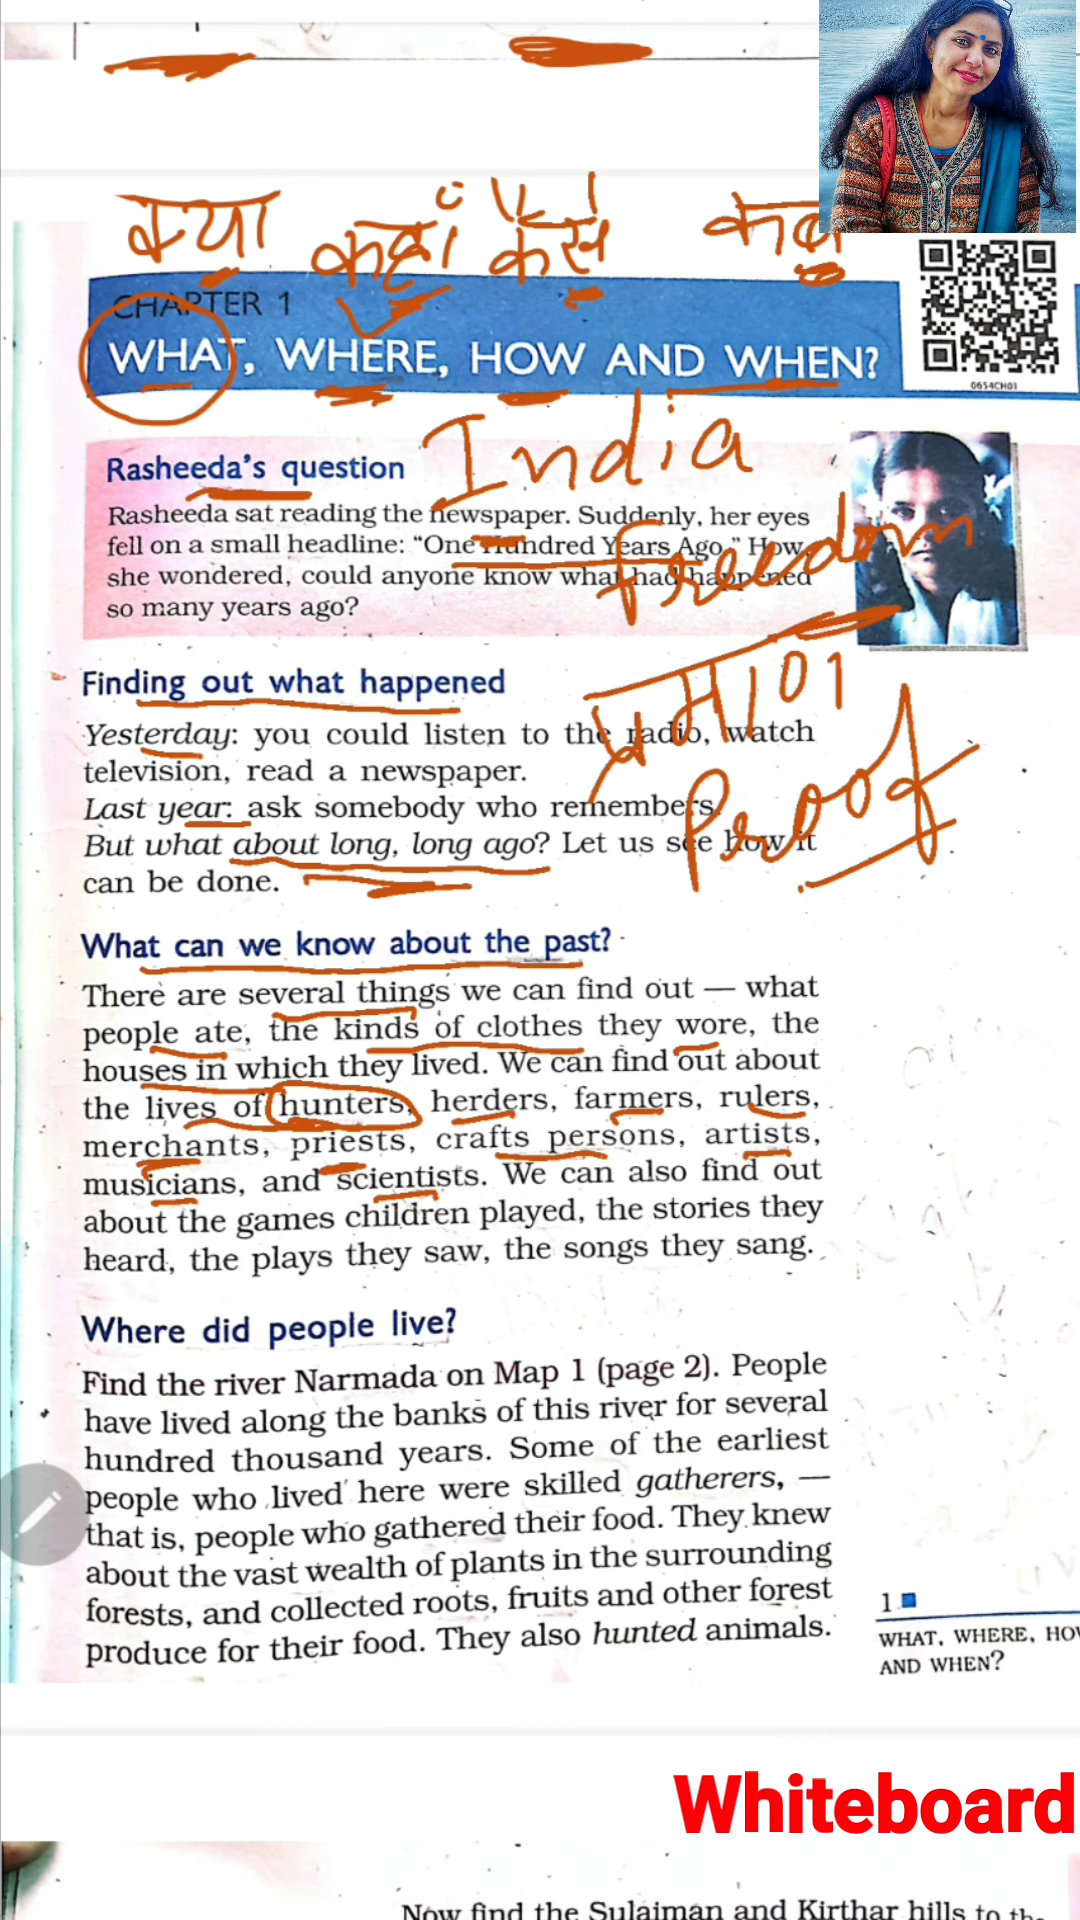 क्या कहाँ कैसे कब
CHAPTER 1
WHAT, WHERE, HOW AND WHEN?
0654CH01
India
Rasheeda's question
Rasheeda sat reading the newspaper. Suddenly, her eyes
fell on a small headline: “One Hundred Years Ago.” How,
she wondered, could anyone know what had happened
so many years ago?
Freedom
प्रमाण
Proof
Finding out what happened
Yesterday: you could listen to the radio, watch
television, read a newspaper.
Last year: ask somebody who remembers.
But what about long, long ago? Let us see how it
can be done.
What can we know about the past?
There are several things we can find out — what
people ate, the kinds of clothes they wore, the
houses in which they lived. We can find out about
the lives of hunters, herders, farmers, rulers,
merchants, priests, crafts persons, artists,
musicians, and scientists. We can also find out
about the games children played, the stories they
heard, the plays they saw, the songs they sang.
Where did people live?
Find the river Narmada on Map 1 (page 2). People
have lived along the banks of this river for several
hundred thousand years. Some of the earliest
people who lived here were skilled gatherers, —
that is, people who gathered their food. They knew
about the vast wealth of plants in the surrounding
forests, and collected roots, fruits and other forest
produce for their food. They also hunted animals.
1
WHAT, WHERE, HOW
AND WHEN?
Whiteboard
Now find the Sulaiman and Kirthar hills to the